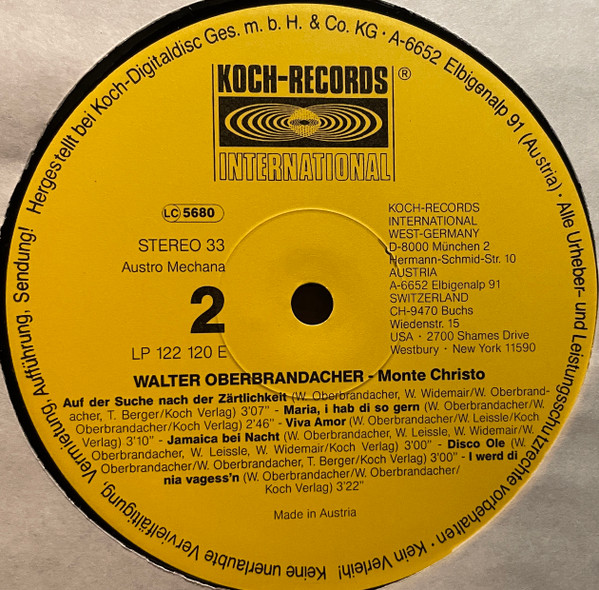 Hergestellt bei Koch-Digitaldisc Ges. m. b. H. & Co. KG · A-6652 Elbigenalp 91 (Austria) · Alle Urheber- und Leistungsschutzrechte vorbehalten · Kein Verleih! Keine unerlaubte Vervielfältigung, Vermietung, Aufführung, Sendung!
KOCH-RECORDS
®
INTERNATIONAL
LC 5680
STEREO 33
Austro Mechana
2
LP 122 120 E
KOCH-RECORDS
INTERNATIONAL
WEST-GERMANY
D-8000 München 2
Hermann-Schmid-Str. 10
AUSTRIA
A-6652 Elbigenalp 91
SWITZERLAND
CH-9470 Buchs
Wiedenstr. 15
USA · 2700 Shames Drive
Westbury · New York 11590
WALTER OBERBRANDACHER - Monte Christo
Auf der Suche nach der Zärtlichkeit (W. Oberbrandacher, W. Widemair/W. Oberbrand-
acher, T. Berger/Koch Verlag) 3'07" - Maria, i hab di so gern (W. Oberbrandacher/W.
Oberbrandacher/Koch Verlag) 2'46" - Viva Amor (W. Oberbrandacher/W. Leissle/Koch
Verlag) 3'10" - Jamaica bei Nacht (W. Oberbrandacher, W. Leissle, W. Widemair/W.
Oberbrandacher, W. Leissle, W. Widemair/Koch Verlag) 3'00" - Disco Ole (W.
Oberbrandacher/W. Oberbrandacher, T. Berger/Koch Verlag) 3'00" - I werd di
nia vagess'n (W. Oberbrandacher/W. Oberbrandacher/
Koch Verlag) 3'22"
Made in Austria